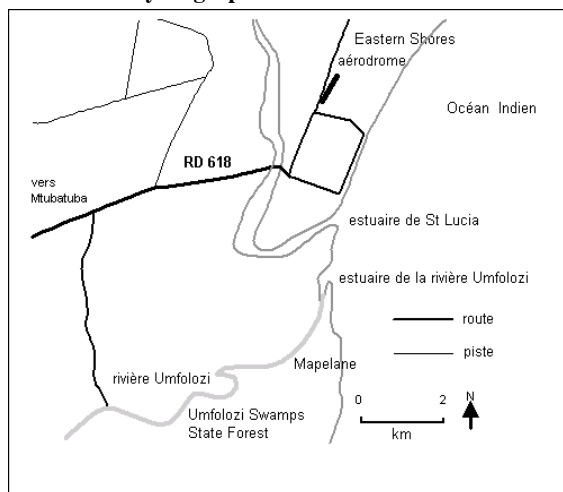 Eastern Shores
aérodrome
Océan Indien
RD 618
vers
Mtubatuba
estuaire de St Lucia
estuaire de la rivière Umfolozi
route
piste
Mapelane
rivière Umfolozi
Umfolozi Swamps
State Forest
0 2
km
N